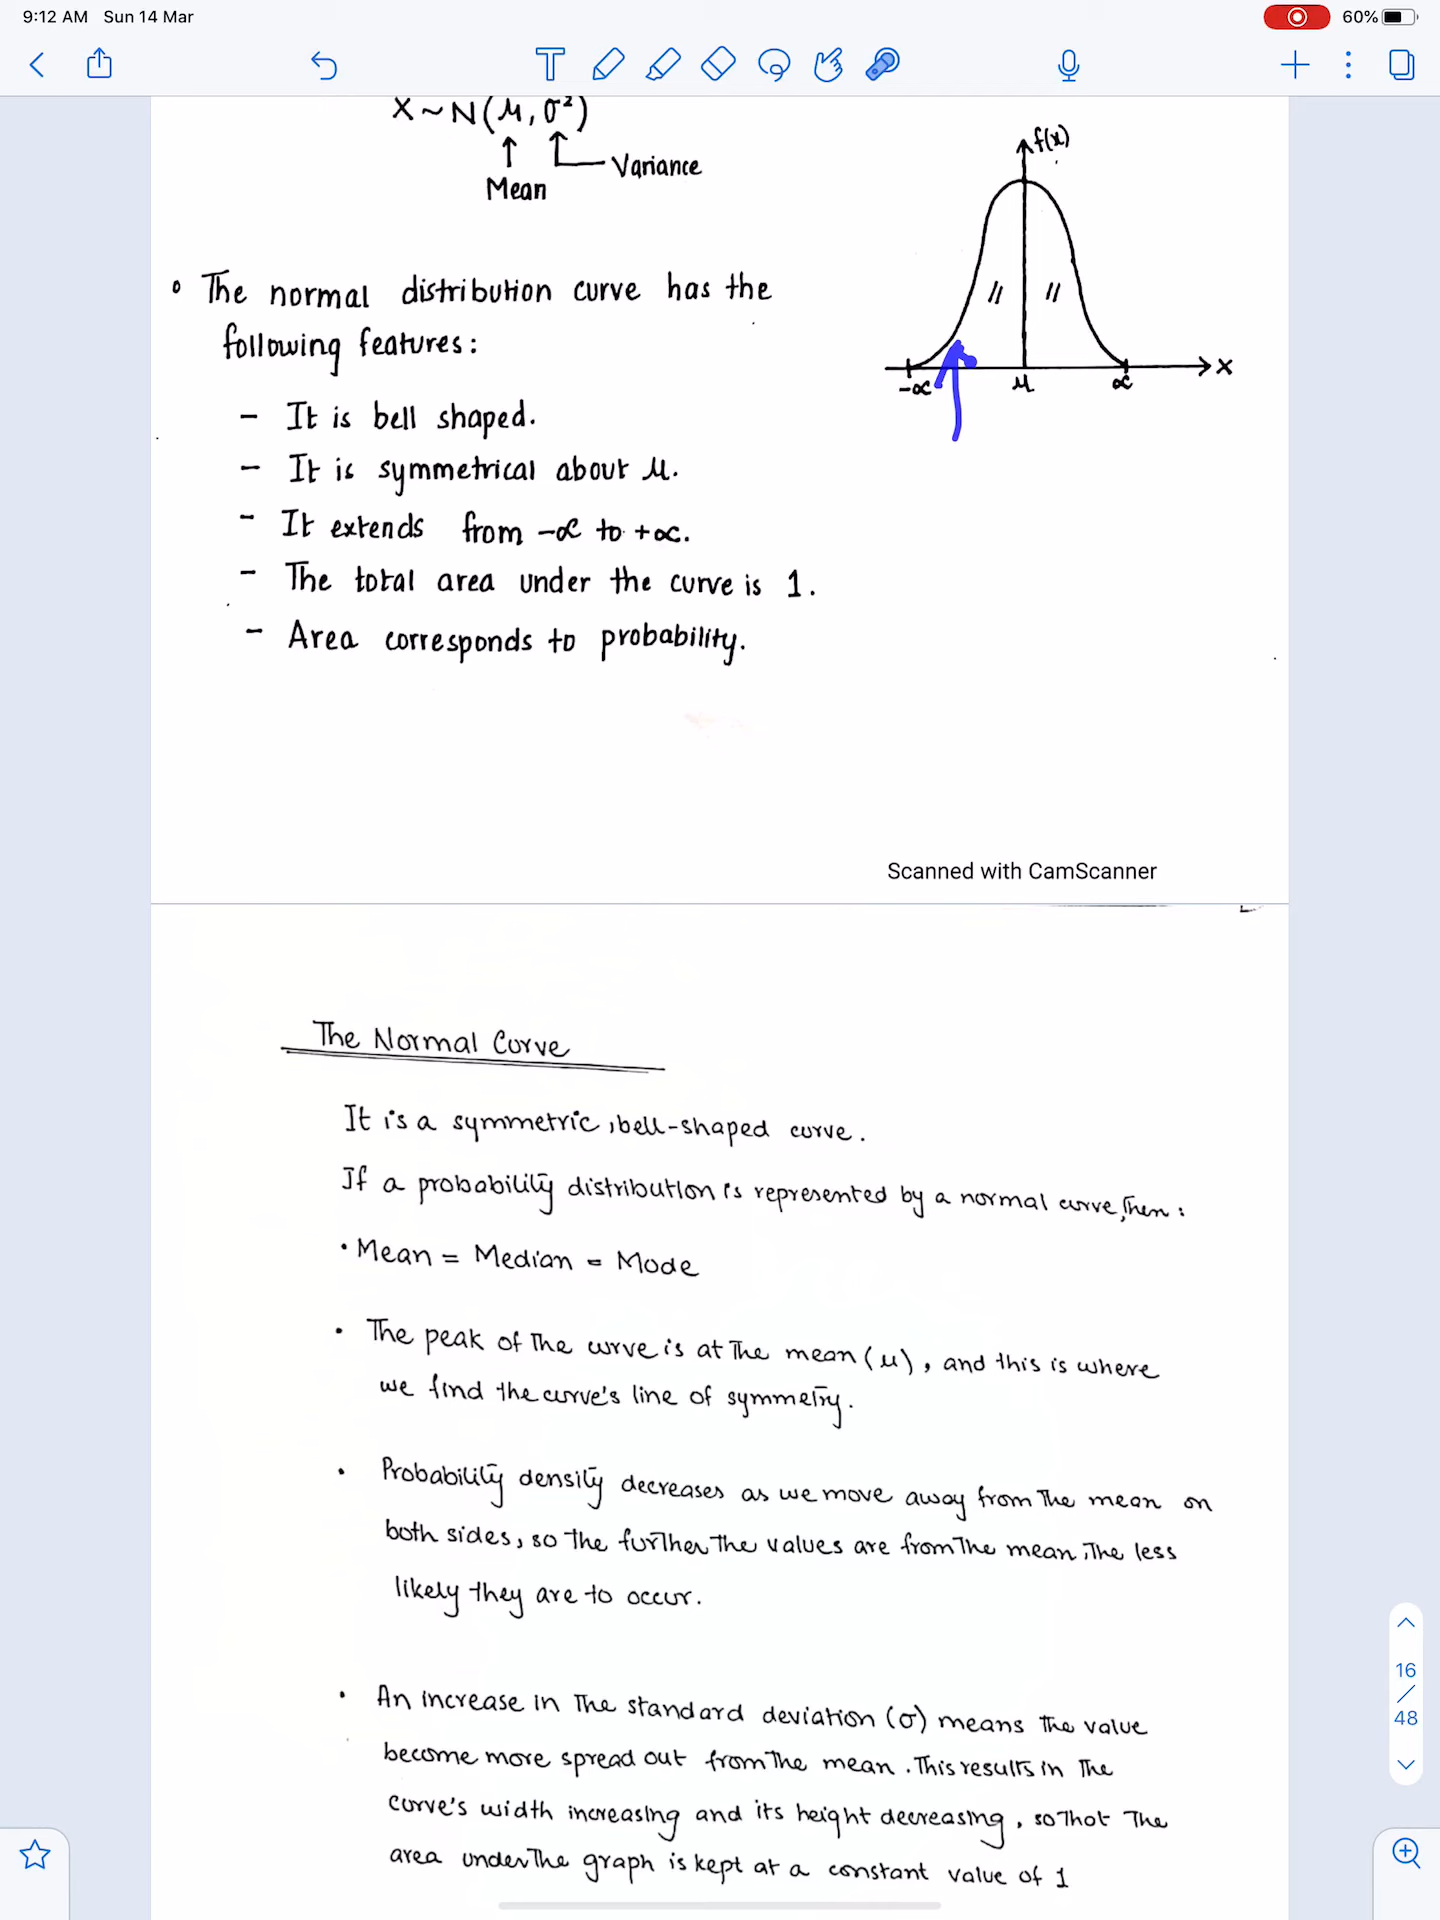 9:12 AM Sun 14 Mar
60%
X ~ N(μ, σ²)
Mean
Variance
f(x)
-∝ μ ∝ x
• The normal distribution curve has the
following features:
- It is bell shaped.
- It is symmetrical about μ.
- It extends from -∝ to +∝.
- The total area under the curve is 1.
- Area corresponds to probability.
Scanned with CamScanner
The Normal Curve
It is a symmetric, bell-shaped curve.
If a probability distribution is represented by a normal curve, then:
• Mean = Median = Mode
• The peak of the curve is at the mean (μ), and this is where
we find the curve's line of symmetry.
• Probability density decreases as we move away from the mean on
both sides, so the further the values are from the mean, the less
likely they are to occur.
• An increase in the standard deviation (σ) means the value
become more spread out from the mean. This results in the
curve's width increasing and its height decreasing, so that the
area under the graph is kept at a constant value of 1
16
/
48